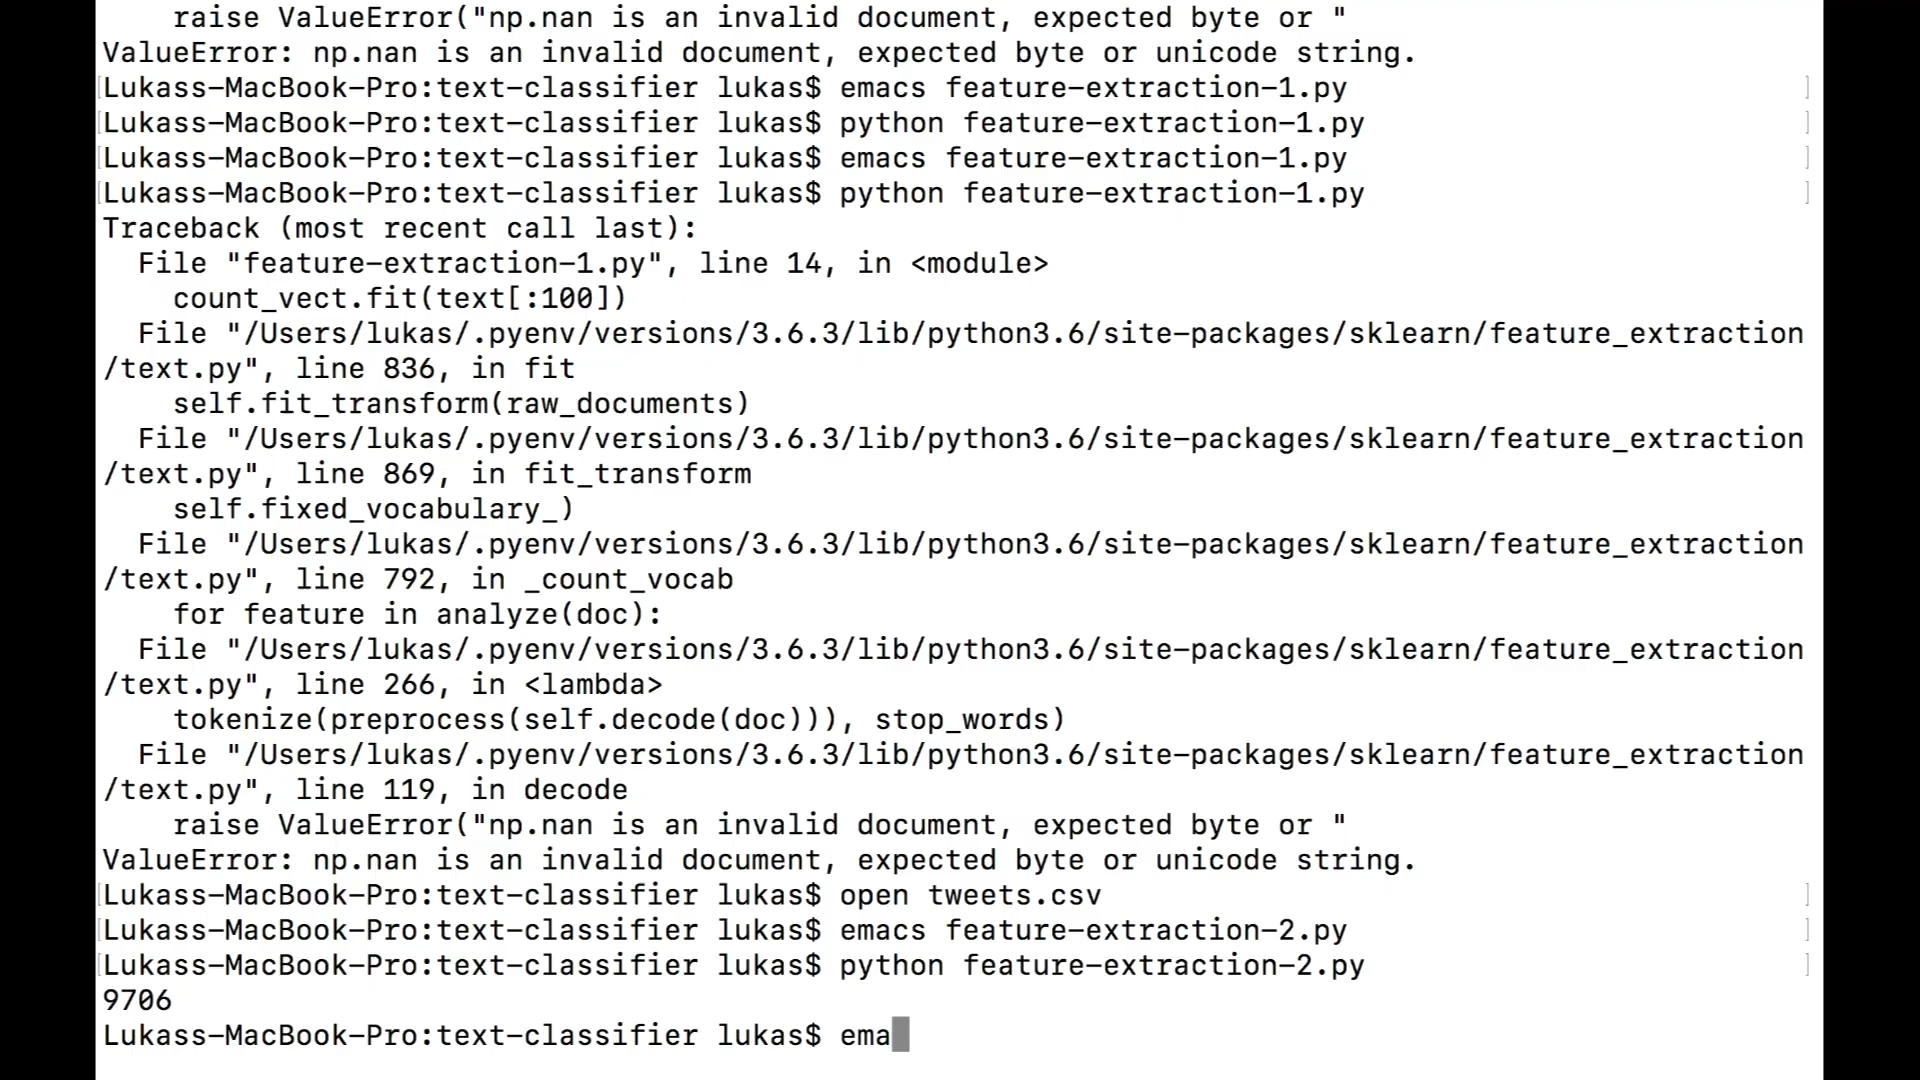 raise ValueError("np.nan is an invalid document, expected byte or "
ValueError: np.nan is an invalid document, expected byte or unicode string.
[Lukass-MacBook-Pro:text-classifier lukas$ emacs feature-extraction-1.py ]
[Lukass-MacBook-Pro:text-classifier lukas$ python feature-extraction-1.py ]
[Lukass-MacBook-Pro:text-classifier lukas$ emacs feature-extraction-1.py ]
[Lukass-MacBook-Pro:text-classifier lukas$ python feature-extraction-1.py ]
Traceback (most recent call last):
  File "feature-extraction-1.py", line 14, in <module>
    count_vect.fit(text[:100])
  File "/Users/lukas/.pyenv/versions/3.6.3/lib/python3.6/site-packages/sklearn/feature_extraction
/text.py", line 836, in fit
    self.fit_transform(raw_documents)
  File "/Users/lukas/.pyenv/versions/3.6.3/lib/python3.6/site-packages/sklearn/feature_extraction
/text.py", line 869, in fit_transform
    self.fixed_vocabulary_)
  File "/Users/lukas/.pyenv/versions/3.6.3/lib/python3.6/site-packages/sklearn/feature_extraction
/text.py", line 792, in _count_vocab
    for feature in analyze(doc):
  File "/Users/lukas/.pyenv/versions/3.6.3/lib/python3.6/site-packages/sklearn/feature_extraction
/text.py", line 266, in <lambda>
    tokenize(preprocess(self.decode(doc))), stop_words)
  File "/Users/lukas/.pyenv/versions/3.6.3/lib/python3.6/site-packages/sklearn/feature_extraction
/text.py", line 119, in decode
    raise ValueError("np.nan is an invalid document, expected byte or "
ValueError: np.nan is an invalid document, expected byte or unicode string.
[Lukass-MacBook-Pro:text-classifier lukas$ open tweets.csv ]
[Lukass-MacBook-Pro:text-classifier lukas$ emacs feature-extraction-2.py ]
[Lukass-MacBook-Pro:text-classifier lukas$ python feature-extraction-2.py ]
9706
Lukass-MacBook-Pro:text-classifier lukas$ ema